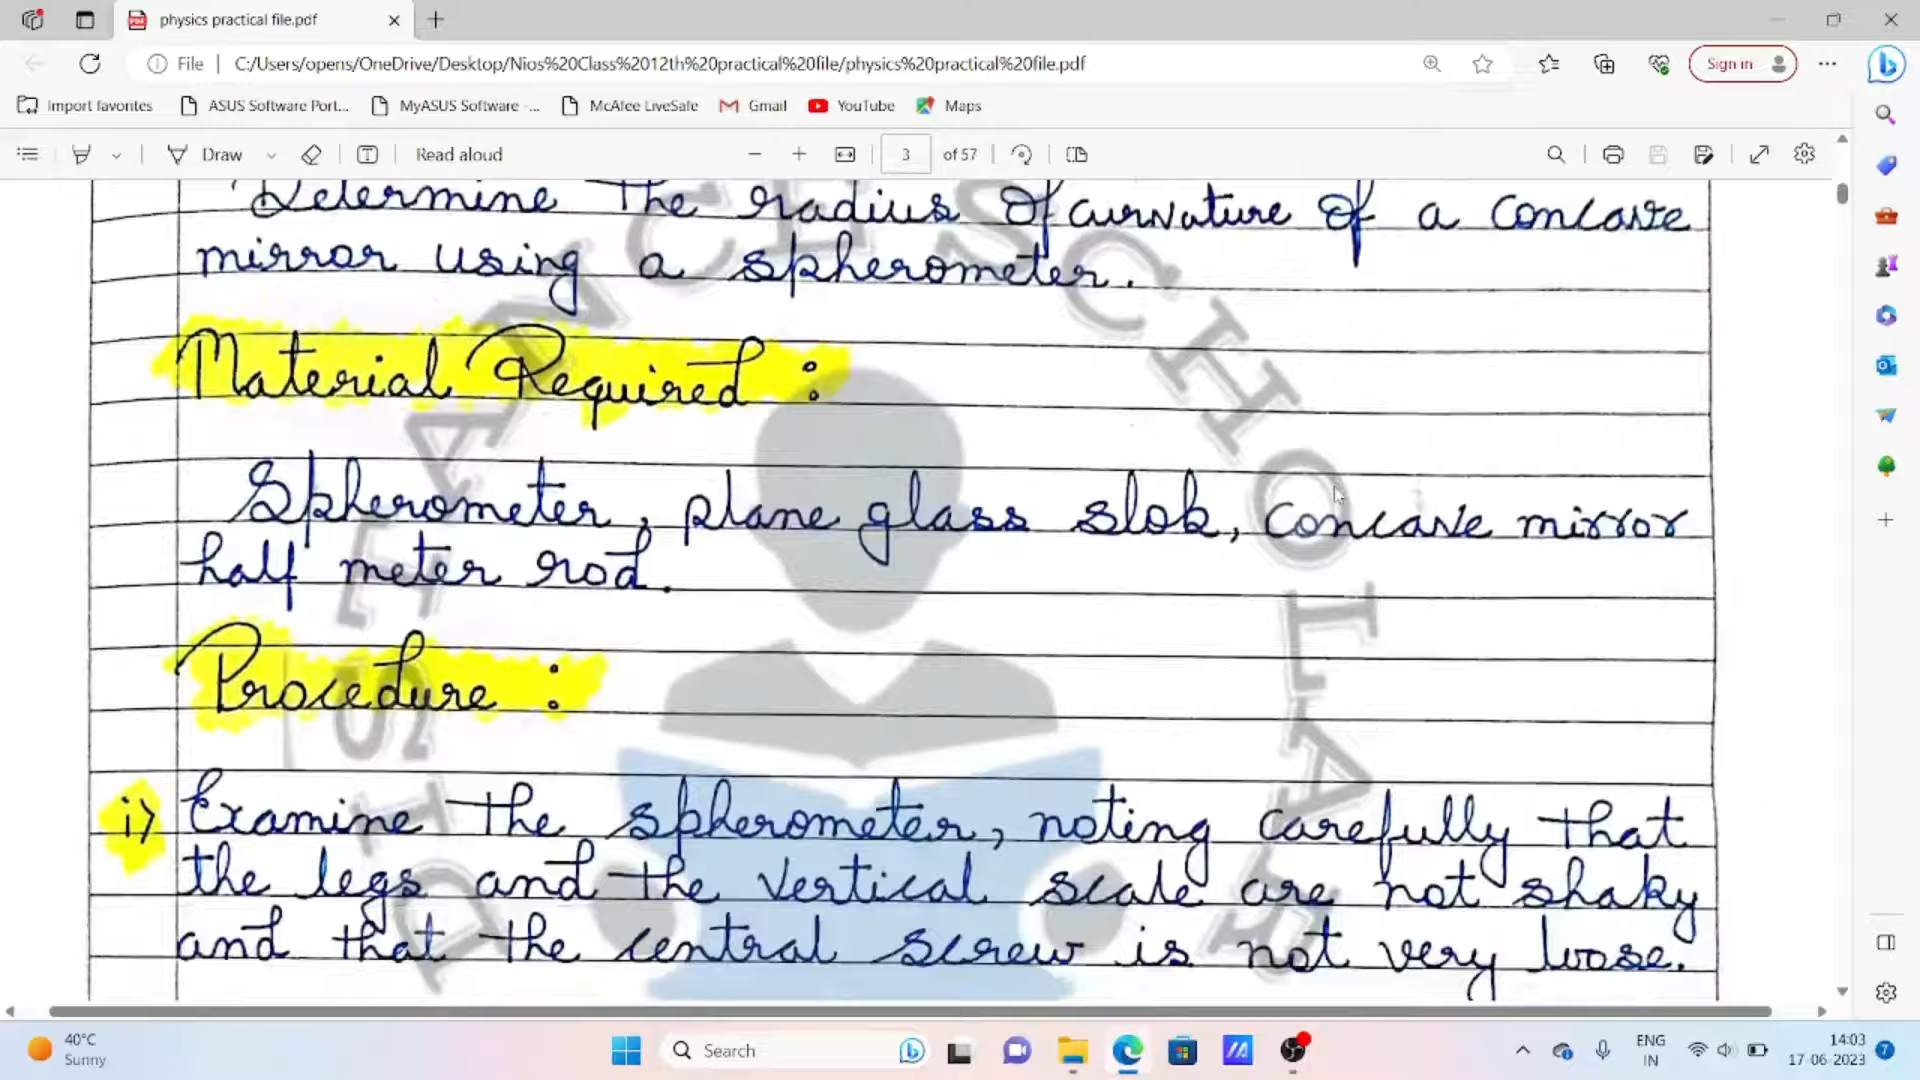 physics practical file.pdf
File
C:/Users/opens/OneDrive/Desktop/Nios%20Class%2012th%20practical%20file/physics%20practical%20file.pdf
Sign in
Import favorites
ASUS Software Port...
MyASUS Software - ...
McAfee LiveSafe
Gmail
YouTube
Maps
Draw
Read aloud
3
of 57
Determine the radius Of curvature Of a concave
mirror using a spherometer.
Material Required :
Spherometer, plane glass slok, concave mirror
half meter rod.
Procedure :
i) Examine the spherometer, noting carefully that
the legs and the vertical scale are not shaky
and that the central screw is not very loose.
DISTANCE SCHOLAR
40°C
Sunny
Search
ENG
IN
14:03
17-06-2023
7